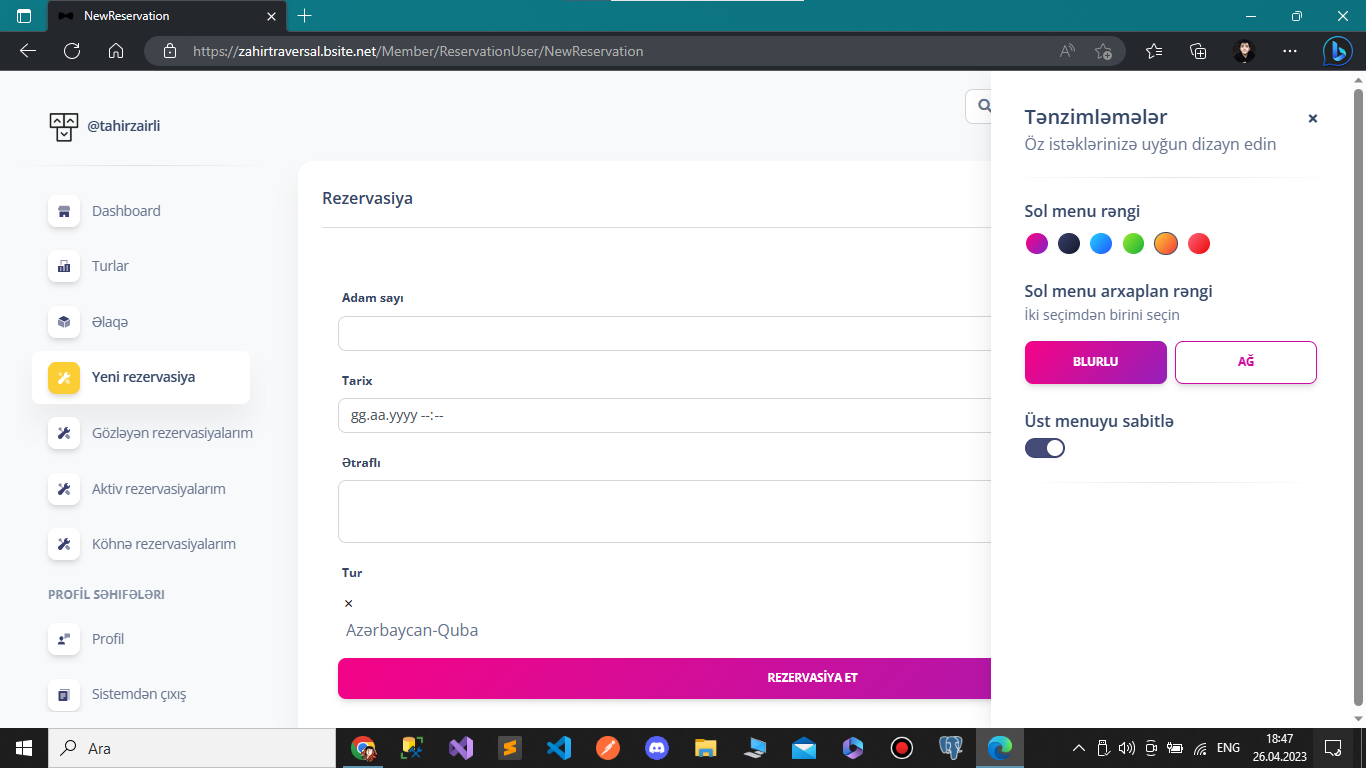 NewReservation
https://zahirtraversal.bsite.net/Member/ReservationUser/NewReservation
@tahirzairli
Dashboard
Turlar
Əlaqə
Yeni rezervasiya
Gözləyən rezervasiyalarım
Aktiv rezervasiyalarım
Köhnə rezervasiyalarım
PROFİL SƏHIFƏLƏRI
Profil
Sistemdən çıxış
Rezervasiya
Adam sayı
Tarix
gg.aa.yyyy --:--
Ətraflı
Tur
Azərbaycan-Quba
REZERVASİYA ET
Tənzimləmələr
Öz istəklərinizə uyğun dizayn edin
Sol menu rəngi
Sol menu arxaplan rəngi
İki seçimdən birini seçin
BLURLU
AĞ
Üst menuyu sabitlə
Ara
ENG
18:47
26.04.2023